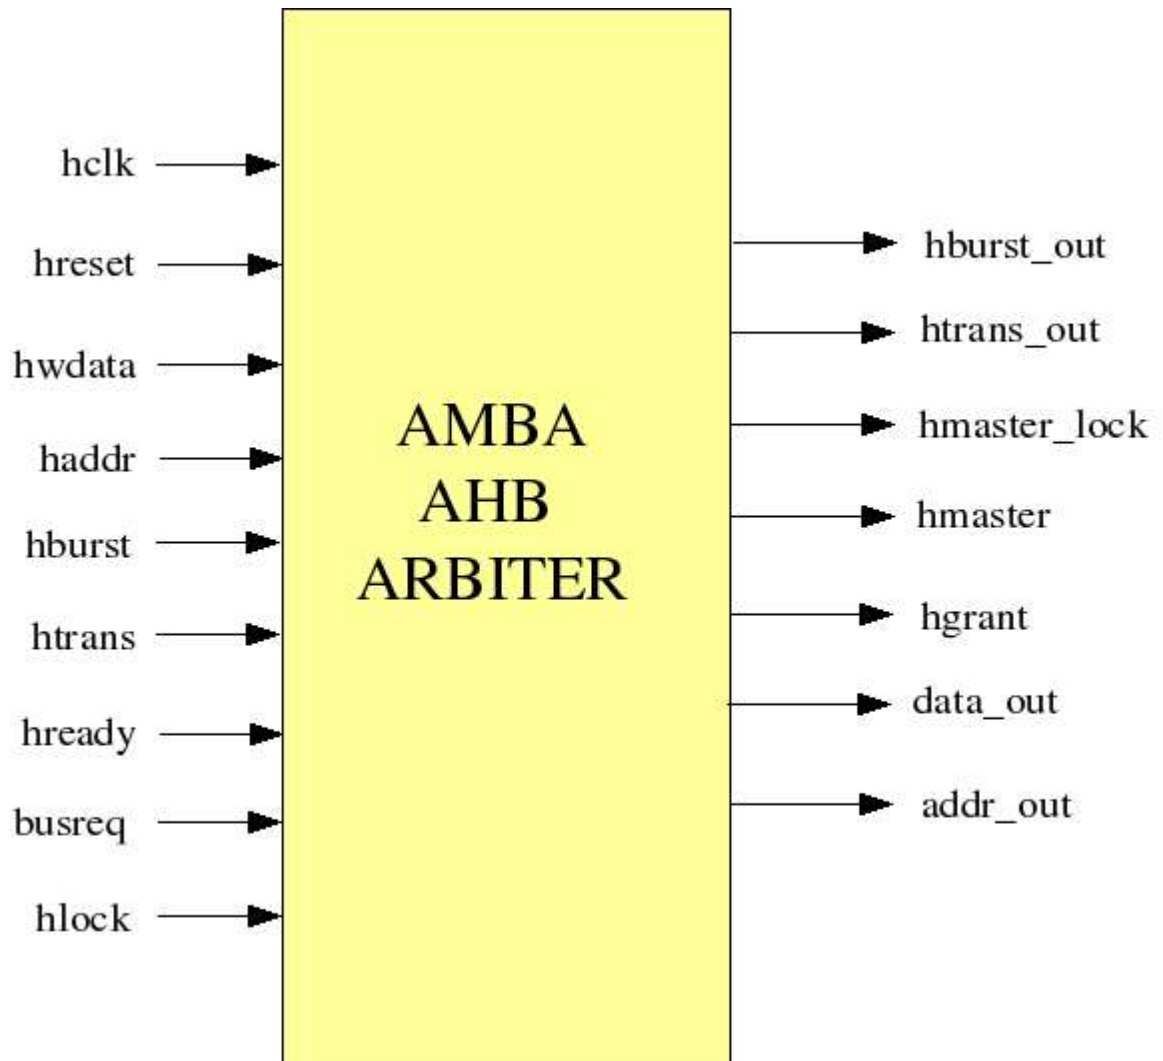 hclk
hreset
hwdata
haddr
hburst
htrans
hready
busreq
hlock
AMBA
AHB
ARBITER
hburst_out
htrans_out
hmaster_lock
hmaster
hgrant
data_out
addr_out